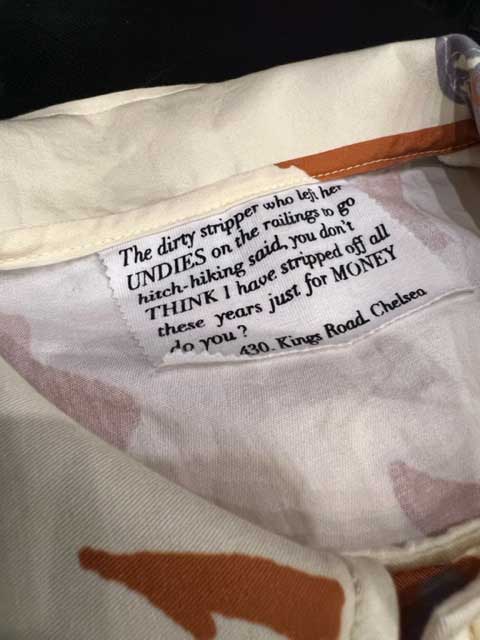 The dirty stripper who left her
UNDIES on the railings to go
hitch-hiking said, you don't
THINK I have stripped off all
these years just for MONEY
do you?
430. Kings Road. Chelsea